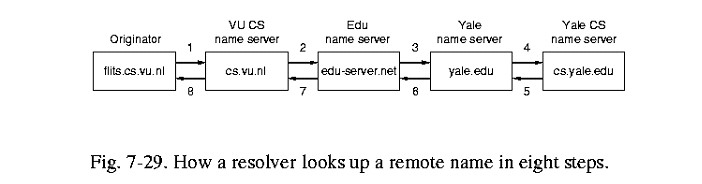 VU CS
Edu
Yale
Yale CS
Originator
name server
name server
name server
name server
1
2
3
4
flits.cs.vu.nl
cs.vu.nl
edu-server.net
yale.edu
cs.yale.edu
8
7
6
5
Fig. 7-29. How a resolver looks up a remote name in eight steps.